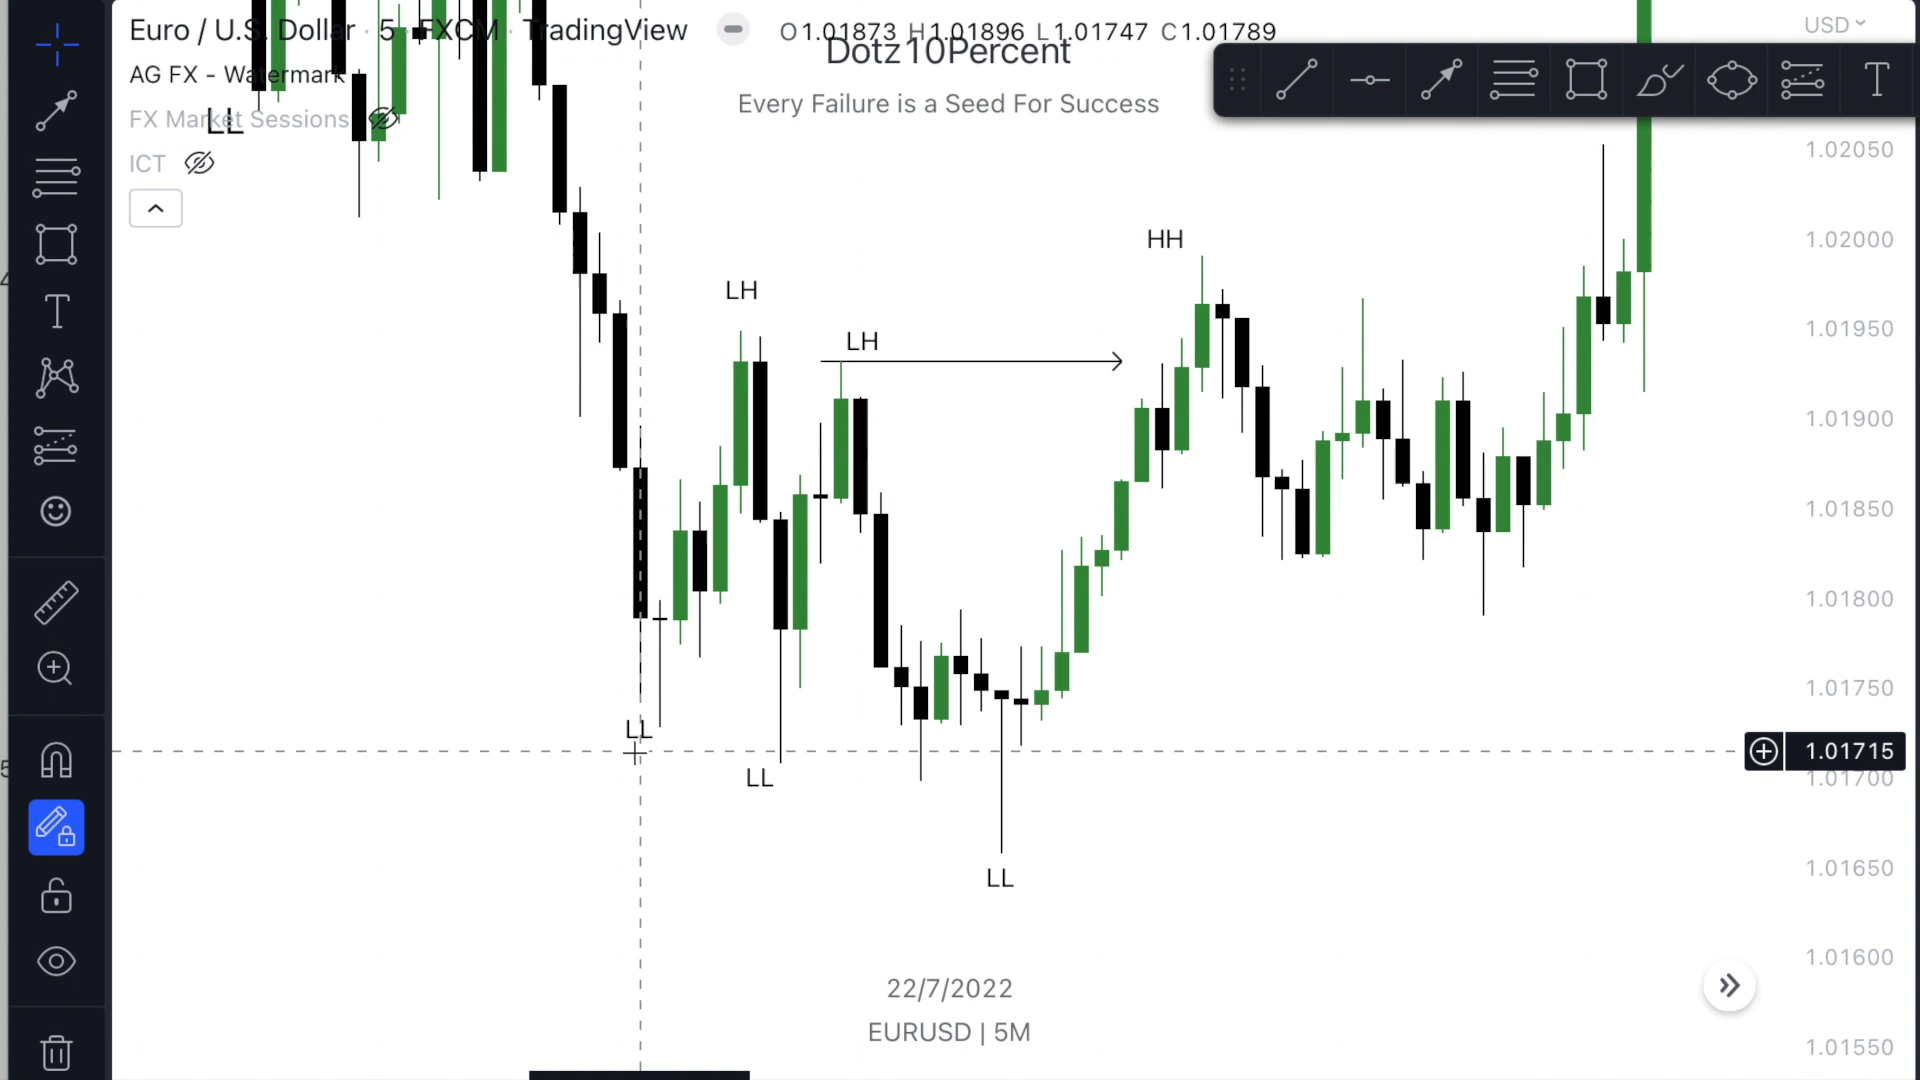 Euro / U.S. Dollar · 5 · FXCM · TradingView
O1.01873 H1.01896 L1.01747 C1.01789
USD
Dotz10Percent
AG FX - Watermark
Every Failure is a Seed For Success
FX Market Sessions
LL
ICT
1.02050
1.02000
HH
LH
1.01950
LH
1.01900
1.01850
1.01800
1.01750
LL
1.01715
1.01700
LL
1.01650
LL
1.01600
22/7/2022
EURUSD | 5M
1.01550